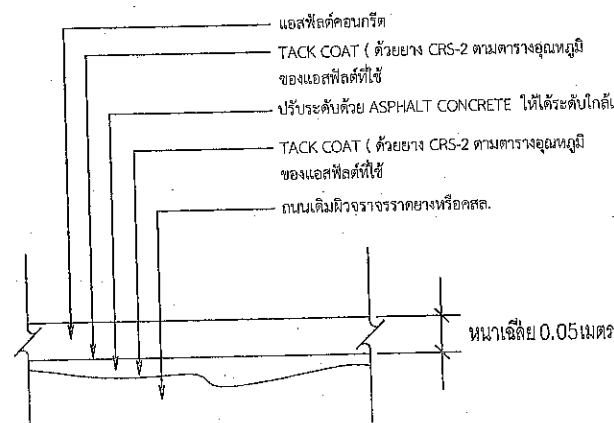 แอสฟัลต์คอนกรีต
TACK COAT ( ด้วยยาง CRS-2 ตามตารางอุณหภูมิ
ของแอสฟัลต์ที่ใช้
ปรับระดับด้วย ASPHALT CONCRETE ให้ได้ระดับใกล้เ
TACK COAT ( ด้วยยาง CRS-2 ตามตารางอุณหภูมิ
ของแอสฟัลต์ที่ใช้
ถนนเดิมผิวจราจรราดยางหรือคสล.
หนาเฉลี่ย 0.05เมตร